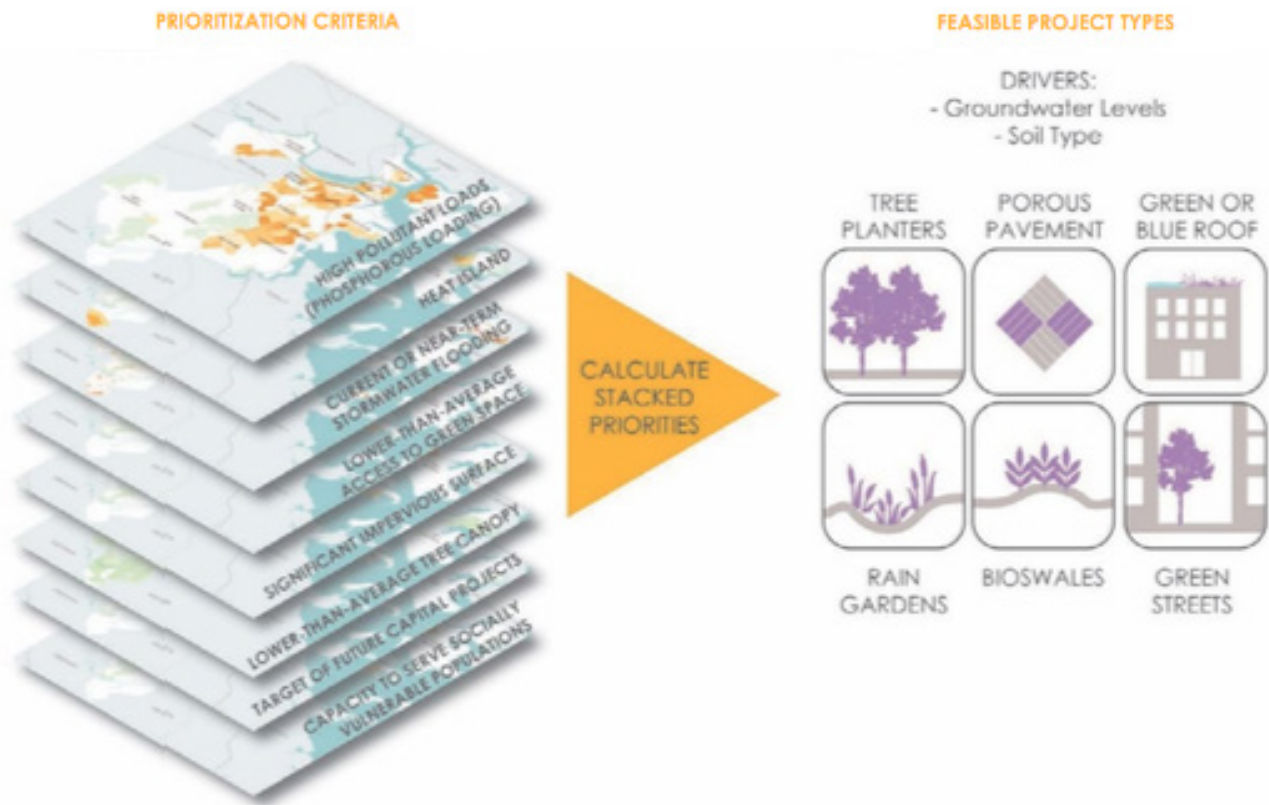 PRIORITIZATION CRITERIA
HIGH POLLUTANT LOADS
(PHOSPHOROUS LOADING)
HEAT ISLAND
CURRENT OR NEAR-TERM
STORMWATER FLOODING
LOWER-THAN-AVERAGE
ACCESS TO GREEN SPACE
SIGNIFICANT IMPERVIOUS SURFACE
LOWER-THAN-AVERAGE TREE CANOPY
TARGET OF FUTURE CAPITAL PROJECTS
CAPACITY TO SERVE SOCIALLY
VULNERABLE POPULATIONS
CALCULATE
STACKED
PRIORITIES
FEASIBLE PROJECT TYPES
DRIVERS:
- Groundwater Levels
- Soil Type
TREE
PLANTERS
POROUS
PAVEMENT
GREEN OR
BLUE ROOF
RAIN
GARDENS
BIOSWALES
GREEN
STREETS